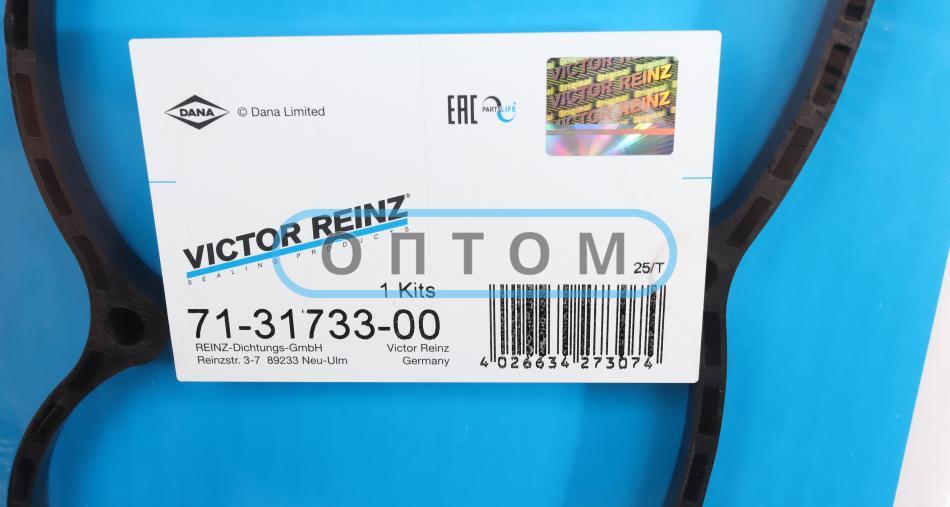 DANA © Dana Limited
EAC PARTSLIFE
VICTOR REINZ
VICTOR REINZ
VICTOR REINZ
VICTOR REINZ®
SEALING PRODUCTS
ОПТОМ
25/T
1 Kits
71-31733-00
REINZ-Dichtungs-GmbH Victor Reinz
Reinzstr. 3-7 89233 Neu-Ulm Germany
4 026634 273074